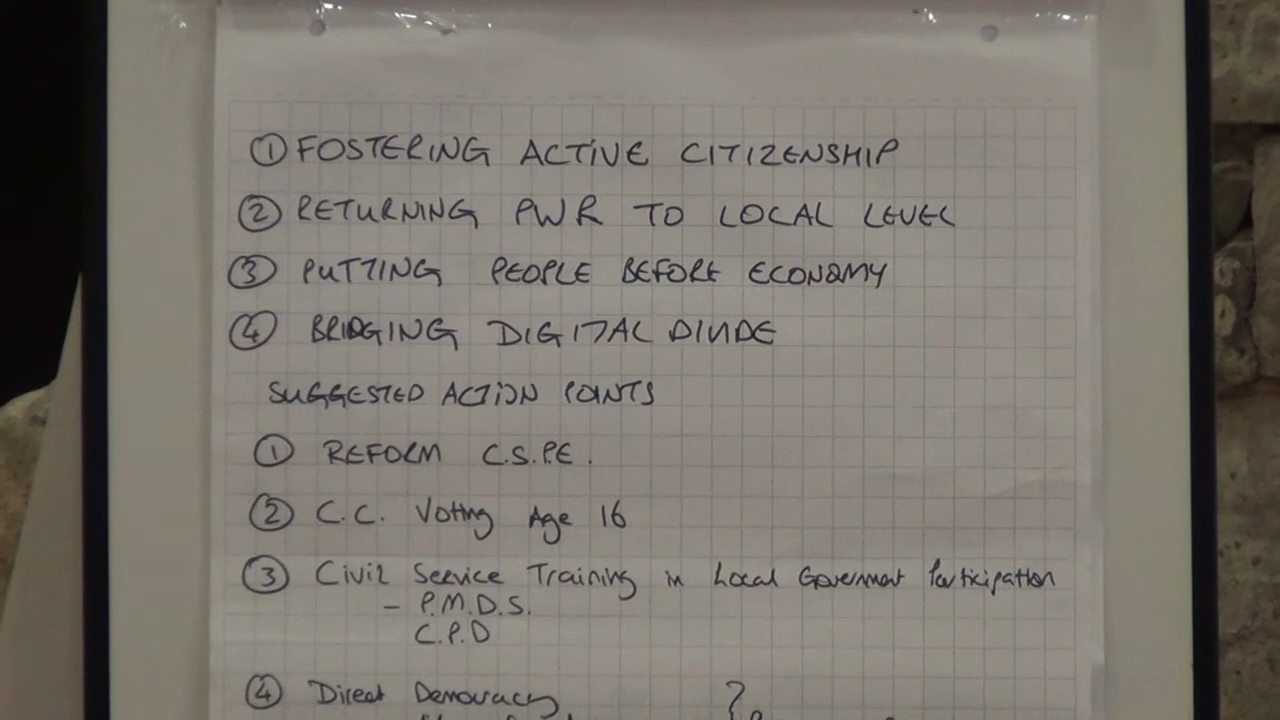 ① FOSTERING ACTIVE CITIZENSHIP
② RETURNING PWR TO LOCAL LEVEL
③ PUTTING PEOPLE BEFORE ECONOMY
④ BRIDGING DIGITAL DIVIDE
SUGGESTED ACTION POINTS
① REFORM C.S.P.E.
② C.C. Voting Age 16
③ Civil Service Training in Local Government Participation
- P.M.D.S.
C.P.D
④ Direct Democracy ?